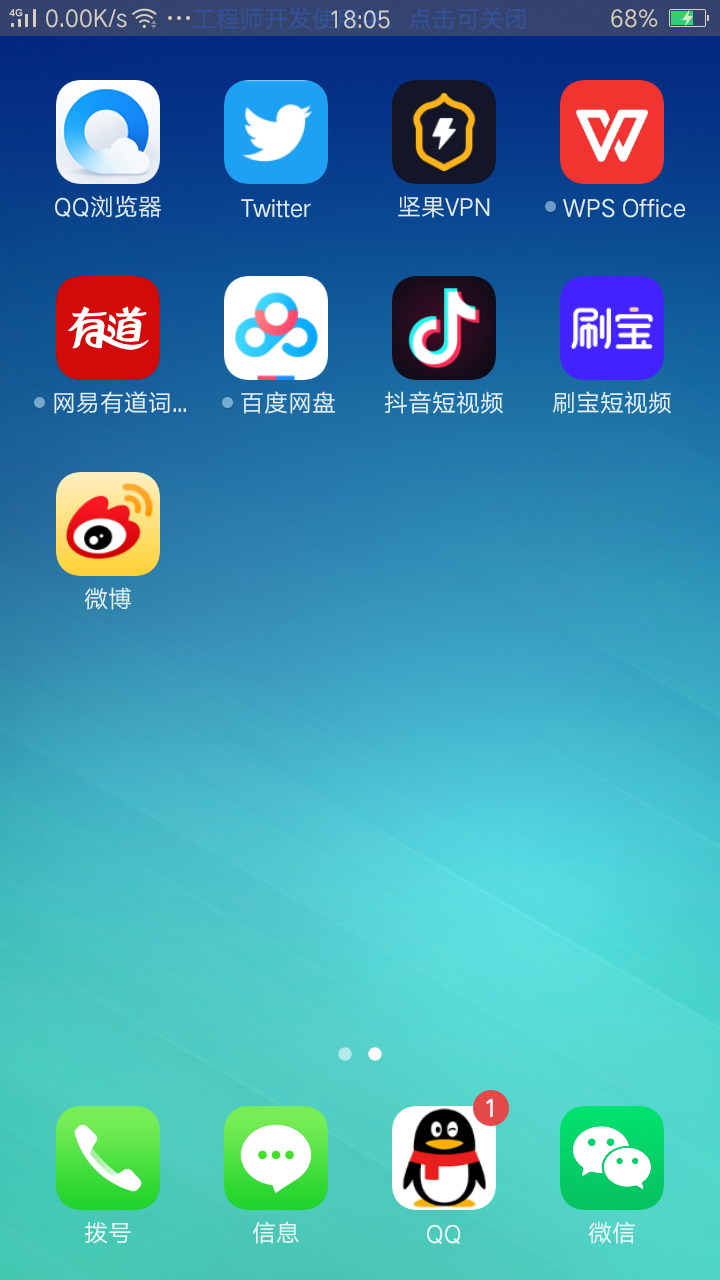 4G 0.00K/s ··· 工程师开发使 18:05 点击可关闭 68%
QQ浏览器 Twitter 坚果VPN WPS Office
有道 刷宝
网易有道词... 百度网盘 抖音短视频 刷宝短视频
微博
1
拨号 信息 QQ 微信